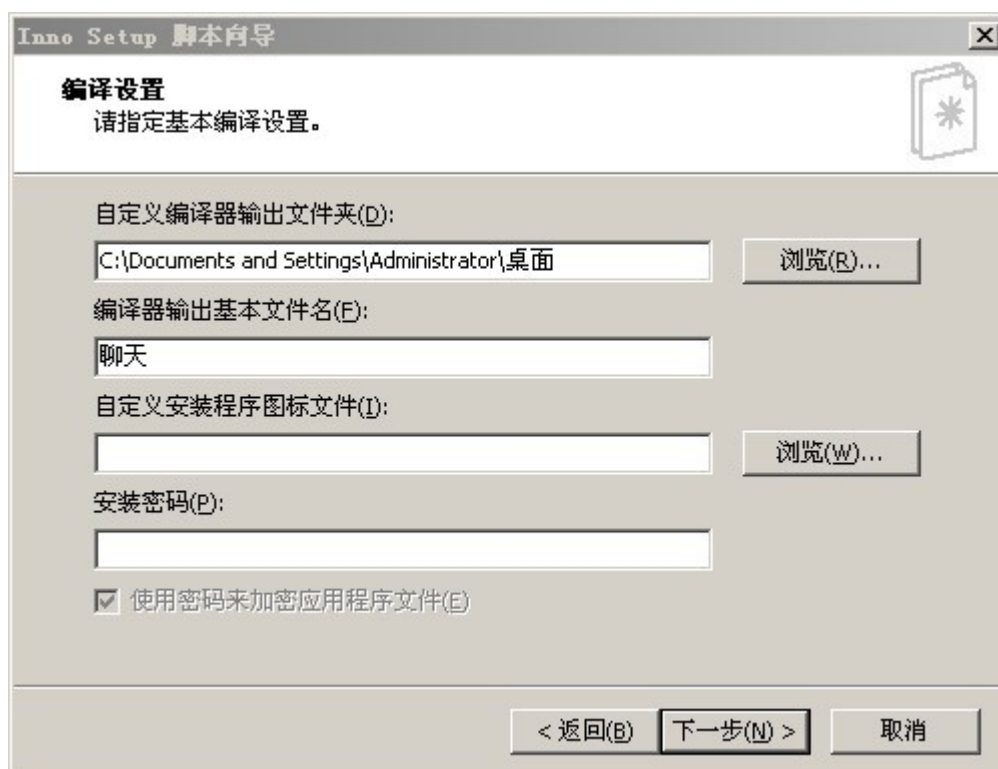 Inno Setup 脚本向导
编译设置
请指定基本编译设置。
自定义编译器输出文件夹(D):
C:\Documents and Settings\Administrator\桌面
浏览(R)...
编译器输出基本文件名(F):
聊天
自定义安装程序图标文件(I):
浏览(W)...
安装密码(P):
使用密码来加密应用程序文件(E)
< 返回(B)
下一步(N) >
取消